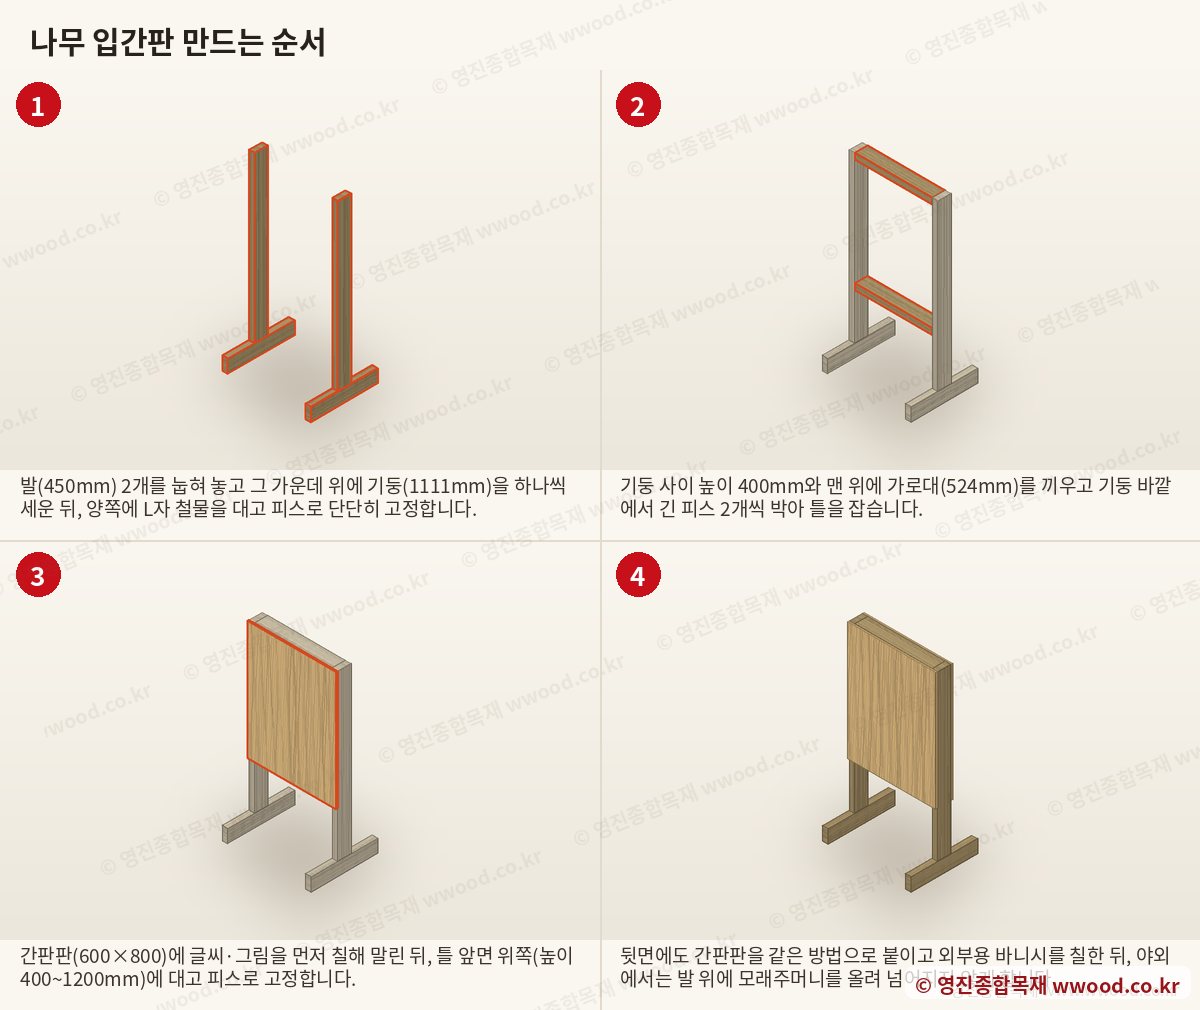 나무 입간판 만드는 순서
1
발(450mm) 2개를 눕혀 놓고 그 가운데 위에 기둥(1111mm)을 하나씩
세운 뒤, 양쪽에 L자 철물을 대고 피스로 단단히 고정합니다.
2
기둥 사이 높이 400mm와 맨 위에 가로대(524mm)를 끼우고 기둥 바깥
에서 긴 피스 2개씩 박아 틀을 잡습니다.
3
간판판(600×800)에 글씨·그림을 먼저 칠해 말린 뒤, 틀 앞면 위쪽(높이
400~1200mm)에 대고 피스로 고정합니다.
4
뒷면에도 간판판을 같은 방법으로 붙이고 외부용 바니시를 칠한 뒤, 야외
에서는 발 위에 모래주머니를 올려 넘어지지 않게 합니다.
© 영진종합목재 wwood.co.kr